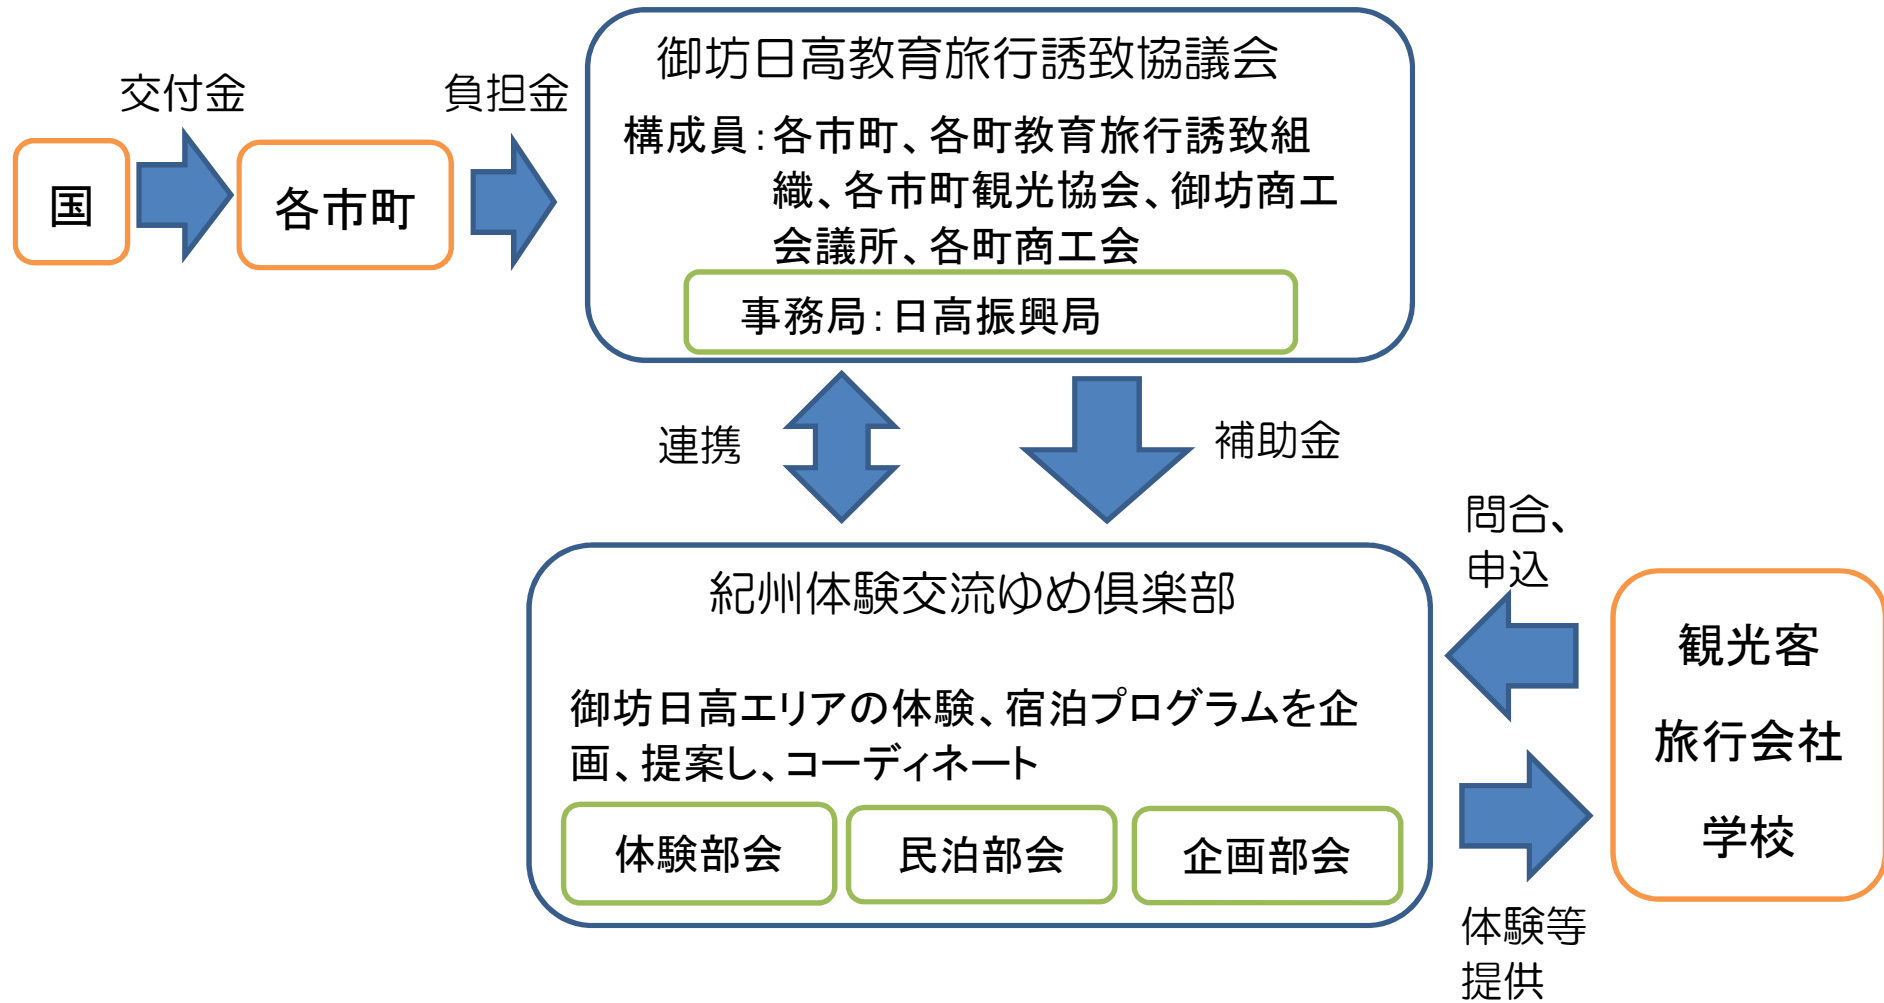 交付金
負担金
国
各市町
御坊日高教育旅行誘致協議会
構成員：各市町、各町教育旅行誘致組
織、各市町観光協会、御坊商工
会議所、各町商工会
事務局：日高振興局
連携
補助金
紀州体験交流ゆめ倶楽部
御坊日高エリアの体験、宿泊プログラムを企
画、提案し、コーディネート
体験部会
民泊部会
企画部会
問合、
申込
体験等
提供
観光客
旅行会社
学校